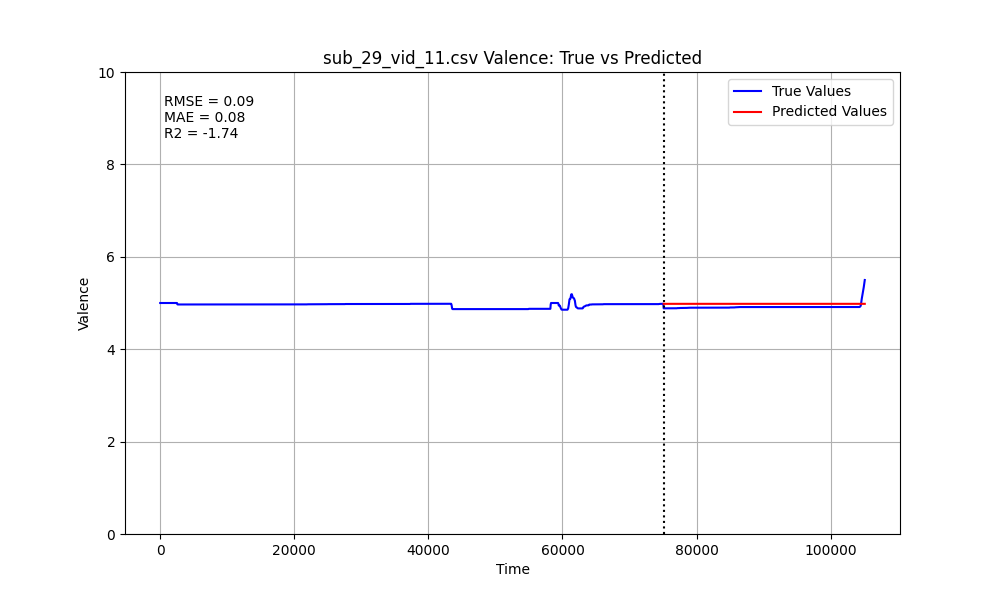 sub_29_vid_11.csv Valence: True vs Predicted
RMSE = 0.09
MAE = 0.08
R2 = -1.74
True Values
Predicted Values
10
8
6
4
2
0
Valence
0 20000 40000 60000 80000 100000
Time